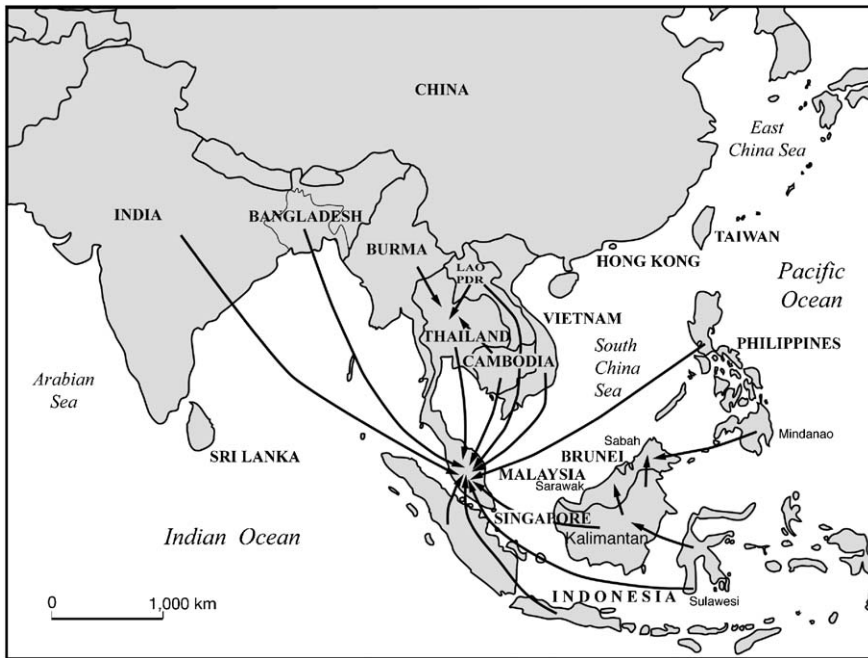 CHINA
East
China Sea
INDIA
BANGLADESH
TAIWAN
BURMA
HONG KONG
LAO
PDR
Pacific
Ocean
VIETNAM
THAILAND
South
China
Sea
PHILIPPINES
CAMBODIA
Arabian
Sea
Mindanao
Sabah
SRI LANKA
BRUNEI
MALAYSIA
Sarawak
SINGAPORE
Indian Ocean
Kalimantan
INDONESIA
Sulawesi
0
1,000 km